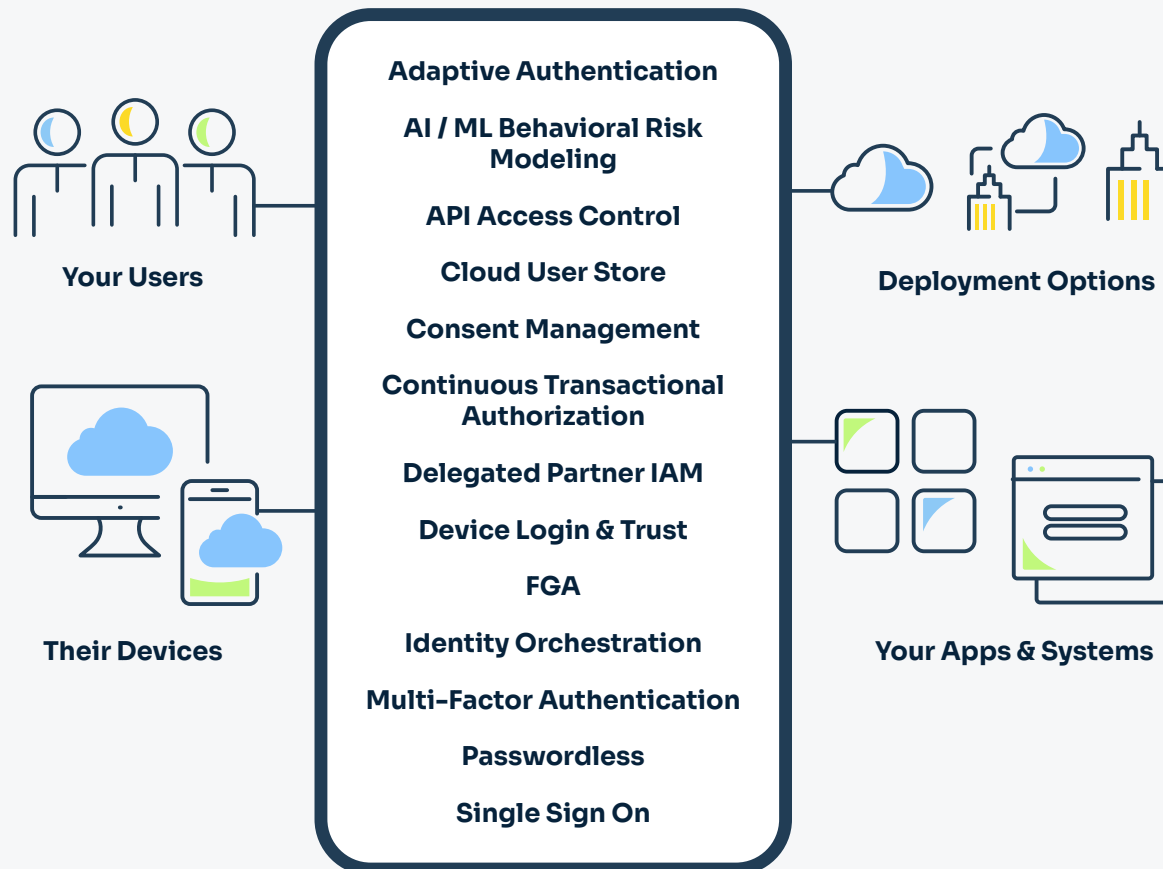 Adaptive Authentication
AI / ML Behavioral Risk
Modeling
API Access Control
Cloud User Store
Consent Management
Continuous Transactional
Authorization
Delegated Partner IAM
Device Login & Trust
FGA
Identity Orchestration
Multi-Factor Authentication
Passwordless
Single Sign On
Your Users
Their Devices
Deployment Options
Your Apps & Systems